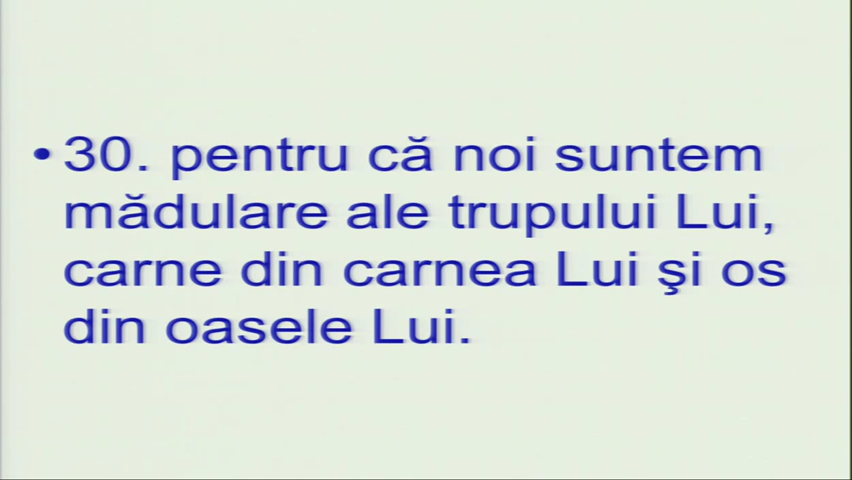 • 30. pentru că noi suntem
mădulare ale trupului Lui,
carne din carnea Lui şi os
din oasele Lui.